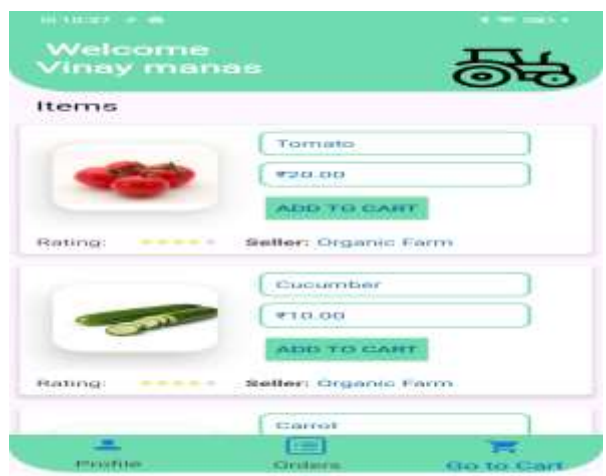 Welcome
Vinay manas
Items
Tomato
₹20.00
ADD TO CART
Rating: Seller: Organic Farm
Cucumber
₹10.00
ADD TO CART
Rating: Seller: Organic Farm
Carrot
Profile Orders Go to Cart